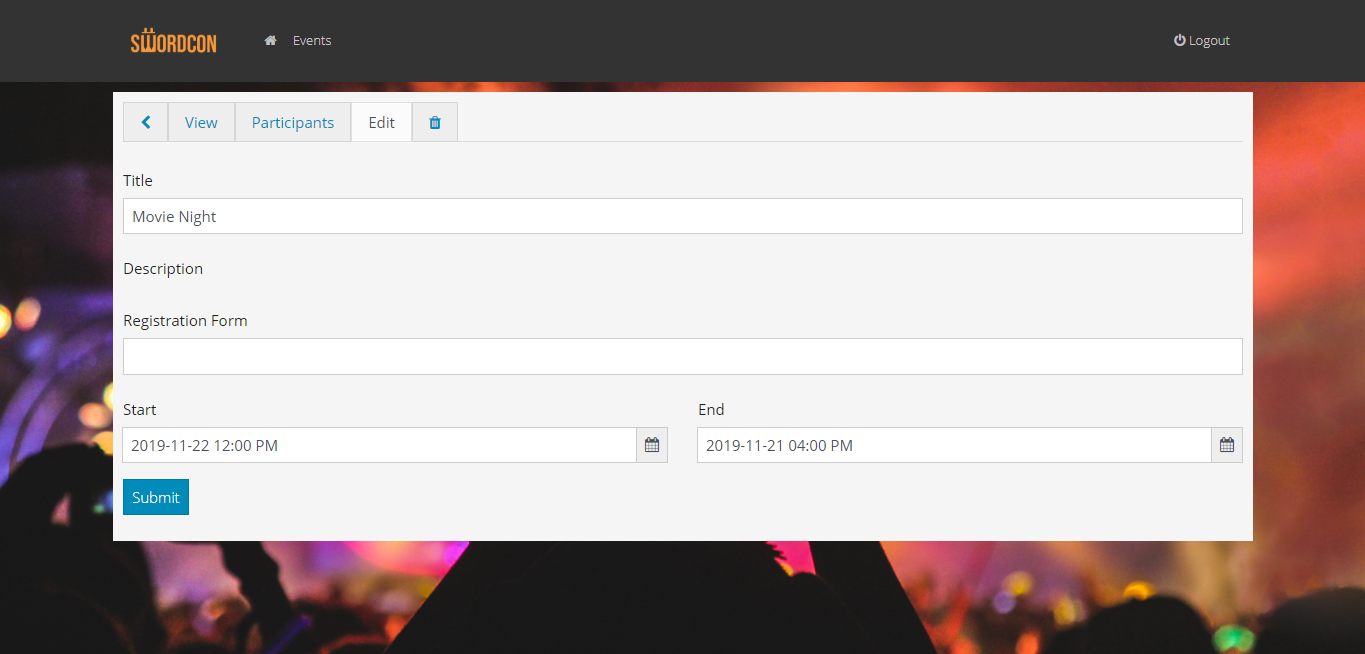 SWORDCON
Events
Logout
View
Participants
Edit
Title
Movie Night
Description
Registration Form
Start
End
2019-11-22 12:00 PM
2019-11-21 04:00 PM
Submit